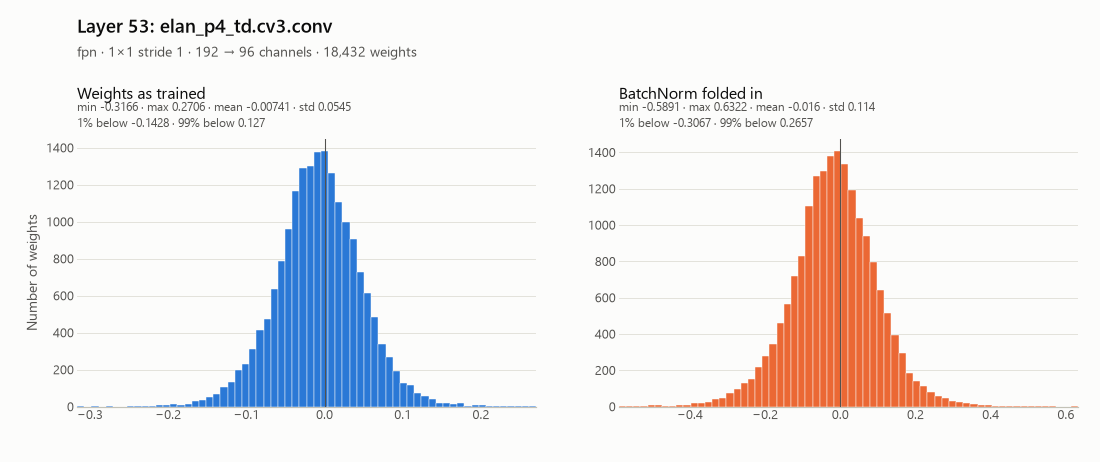 Layer 53: elan_p4_td.cv3.conv
fpn · 1×1 stride 1 · 192 → 96 channels · 18,432 weights
Weights as trained
min -0.3166 · max 0.2706 · mean -0.00741 · std 0.0545
1% below -0.1428 · 99% below 0.127
Number of weights
1400
1200
1000
800
600
400
200
0
−0.3 −0.2 −0.1 0.0 0.1 0.2
BatchNorm folded in
min -0.5891 · max 0.6322 · mean -0.016 · std 0.114
1% below -0.3067 · 99% below 0.2657
1400
1200
1000
800
600
400
200
0
−0.4 −0.2 0.0 0.2 0.4 0.6